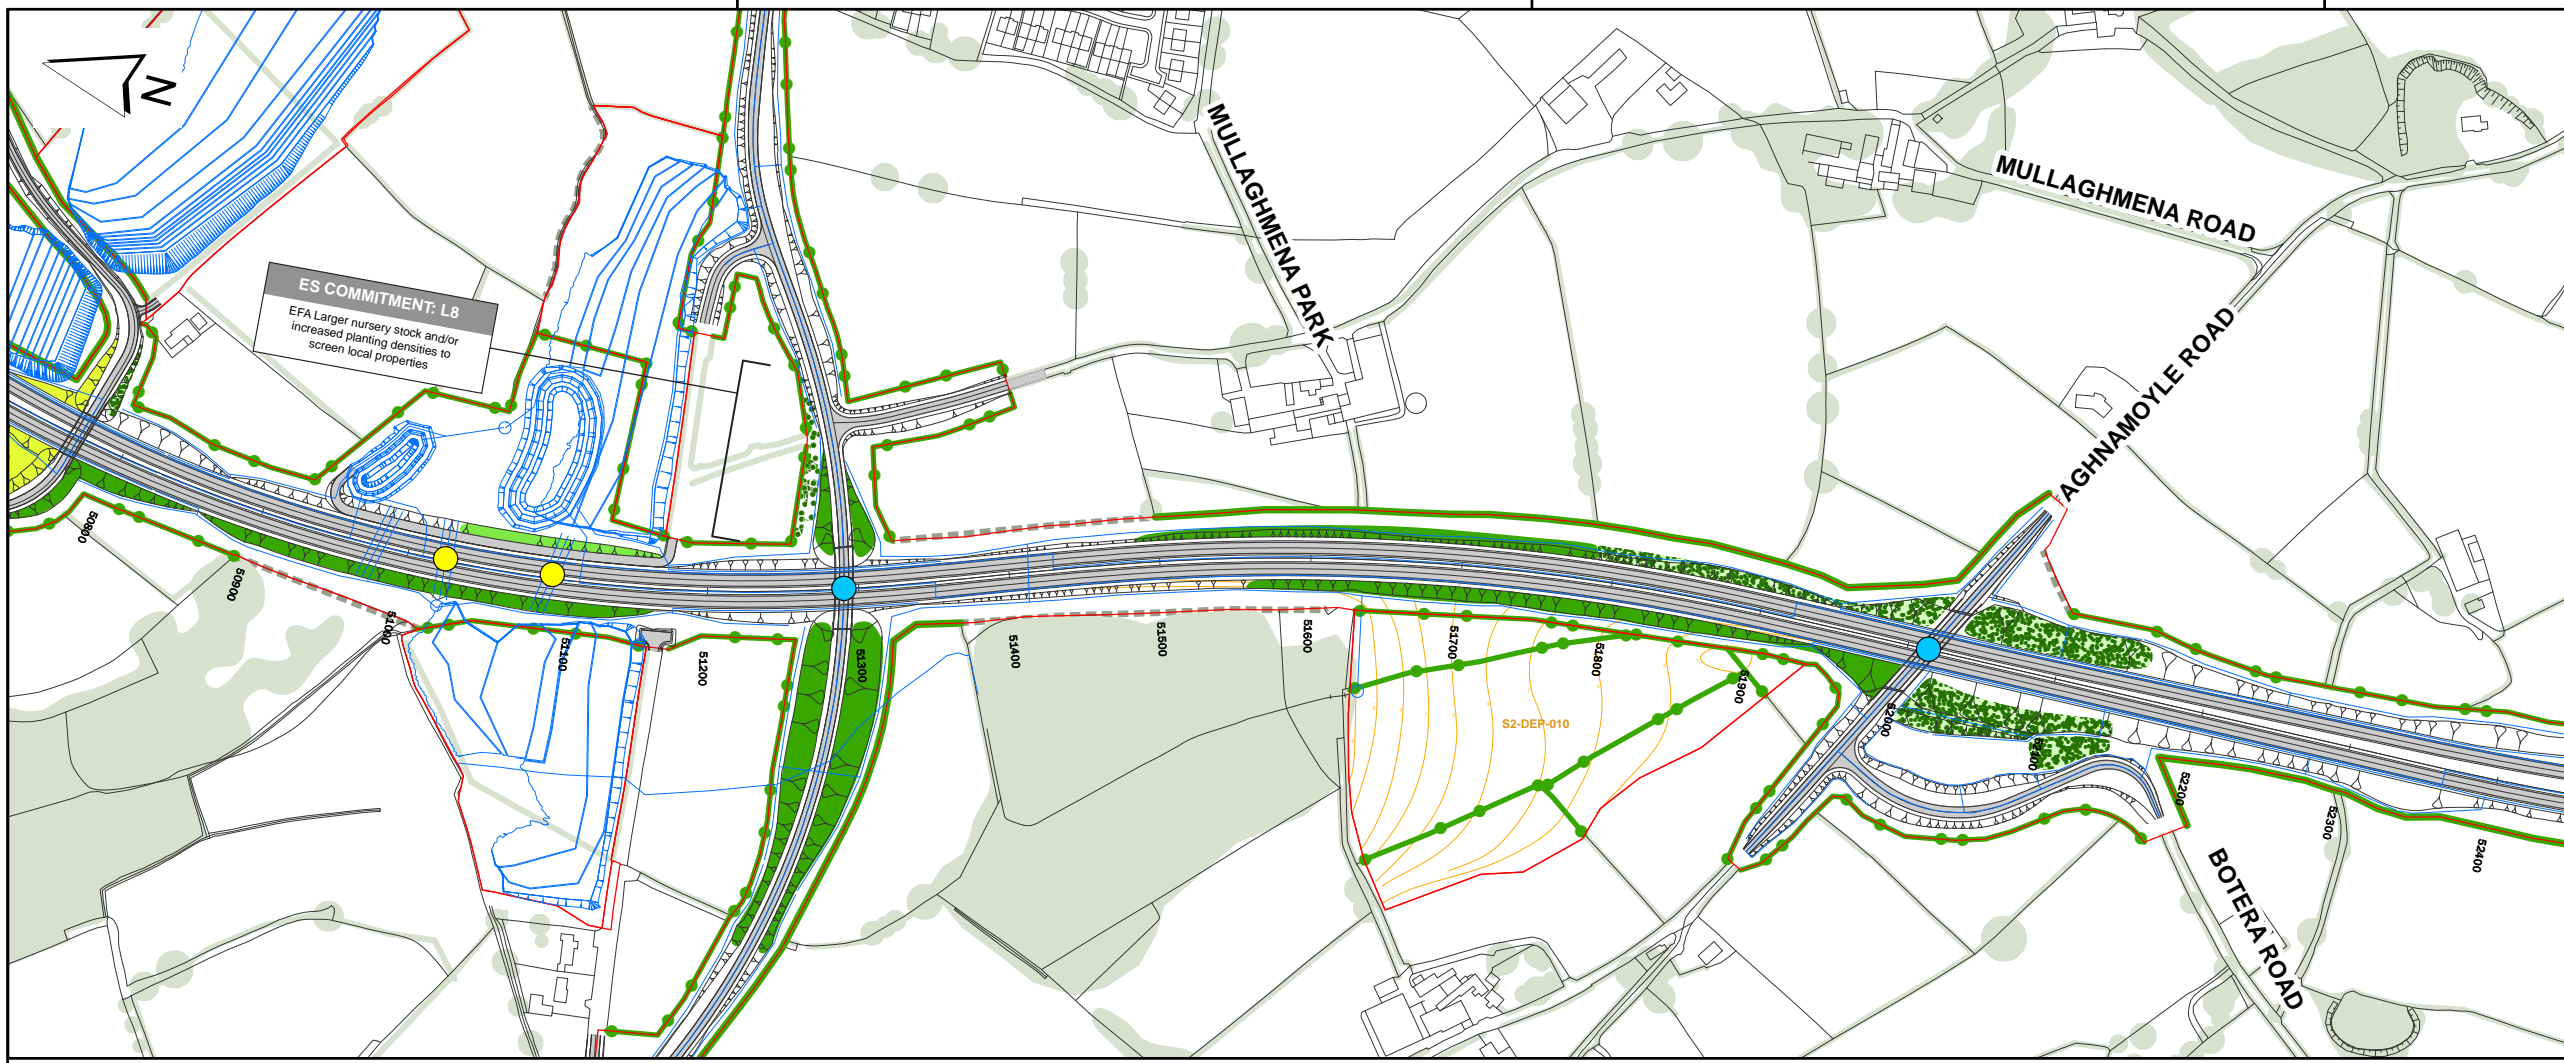 N
MULLAGHMENA PARK
MULLAGHMENA ROAD
AGHNAMOYLE ROAD
ES COMMITMENT: L8
EFA Larger nursery stock and/or
increased planting densities to
screen local properties
50800
50900
51000
51100
51200
51300
51400
51500
51600
51700
51800
51900
52000
52100
52200
52300
52400
S2-DEP-010
BOTERA ROAD